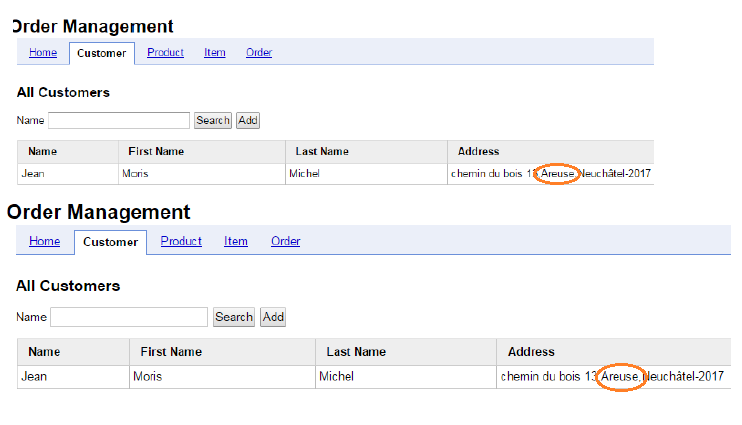 Order Management
Home Customer Product Item Order
All Customers
Name Search Add
Name First Name Last Name Address
Jean Moris Michel chemin du bois 13 Areuse,Neuchâtel-2017
Order Management
Home Customer Product Item Order
All Customers
Name Search Add
Name First Name Last Name Address
Jean Moris Michel chemin du bois 13 Areuse,Neuchâtel-2017